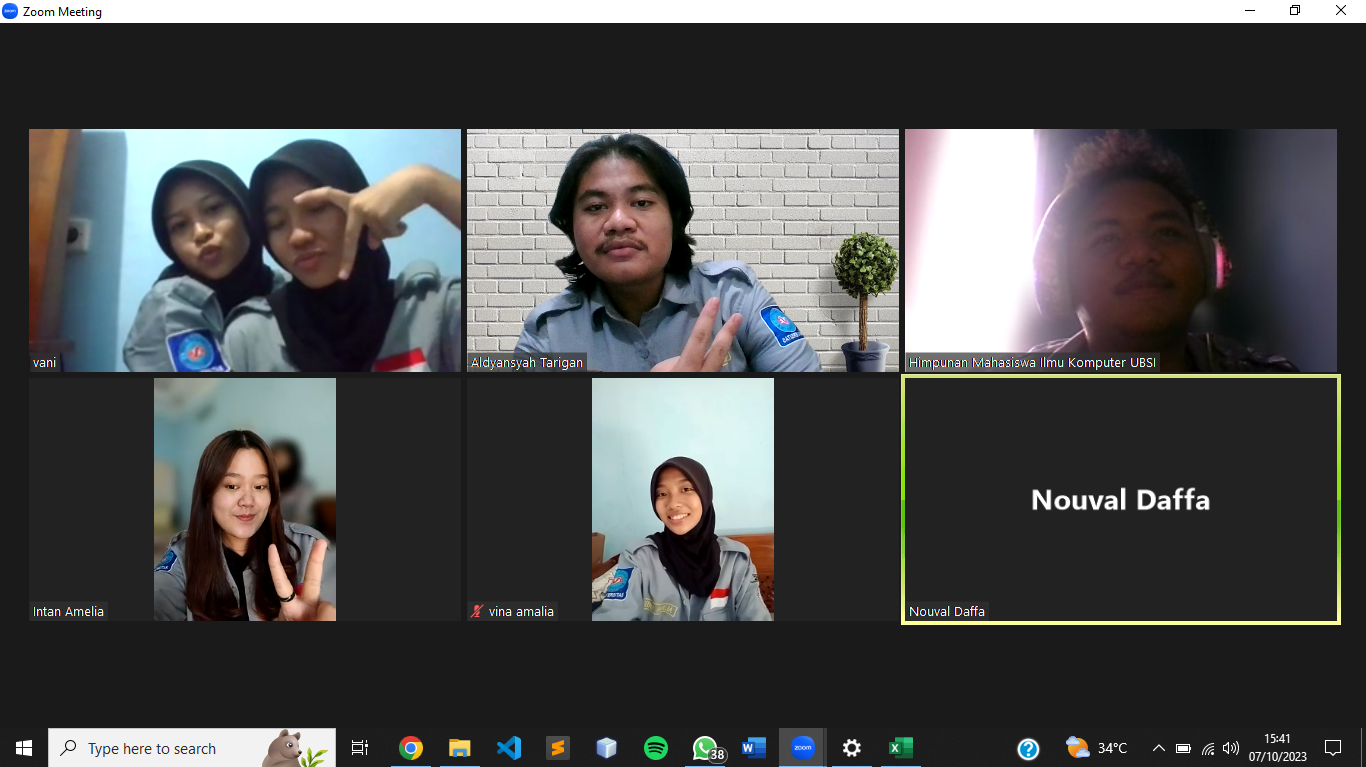 Zoom Meeting
vani
Aldyansyah Tarigan
Himpunan Mahasiswa Ilmu Komputer UBSI
Intan Amelia
vina amalia
Nouval Daffa
Nouval Daffa
Type here to search
38
W
zoom
X
34°C
15:41
07/10/2023